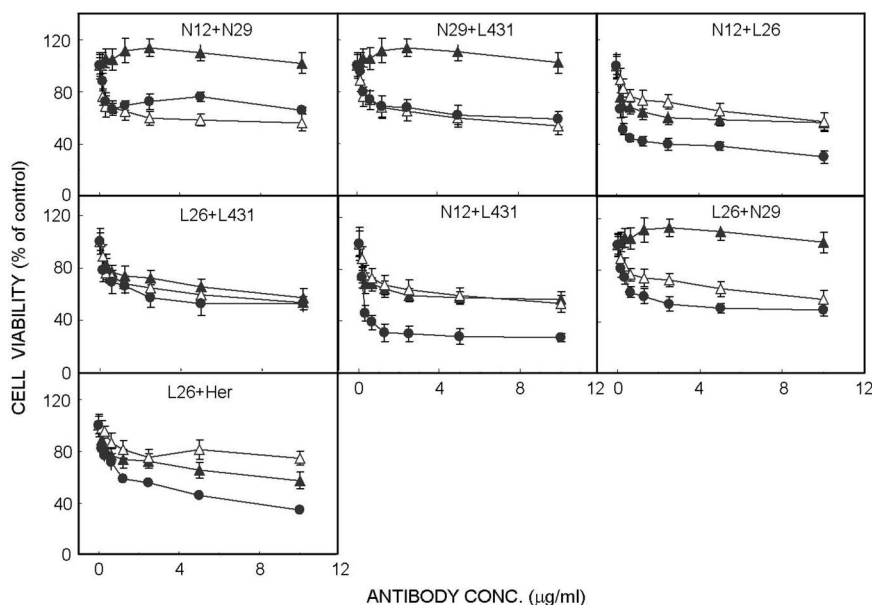 N12+N29
N29+L431
N12+L26
120
80
40
0
L26+L431
N12+L431
L26+N29
120
80
40
0
L26+Her
0 4 8 12
0 4 8 12
120
80
40
0
0 4 8 12
CELL VIABILITY (% of control)
ANTIBODY CONC. (μg/ml)